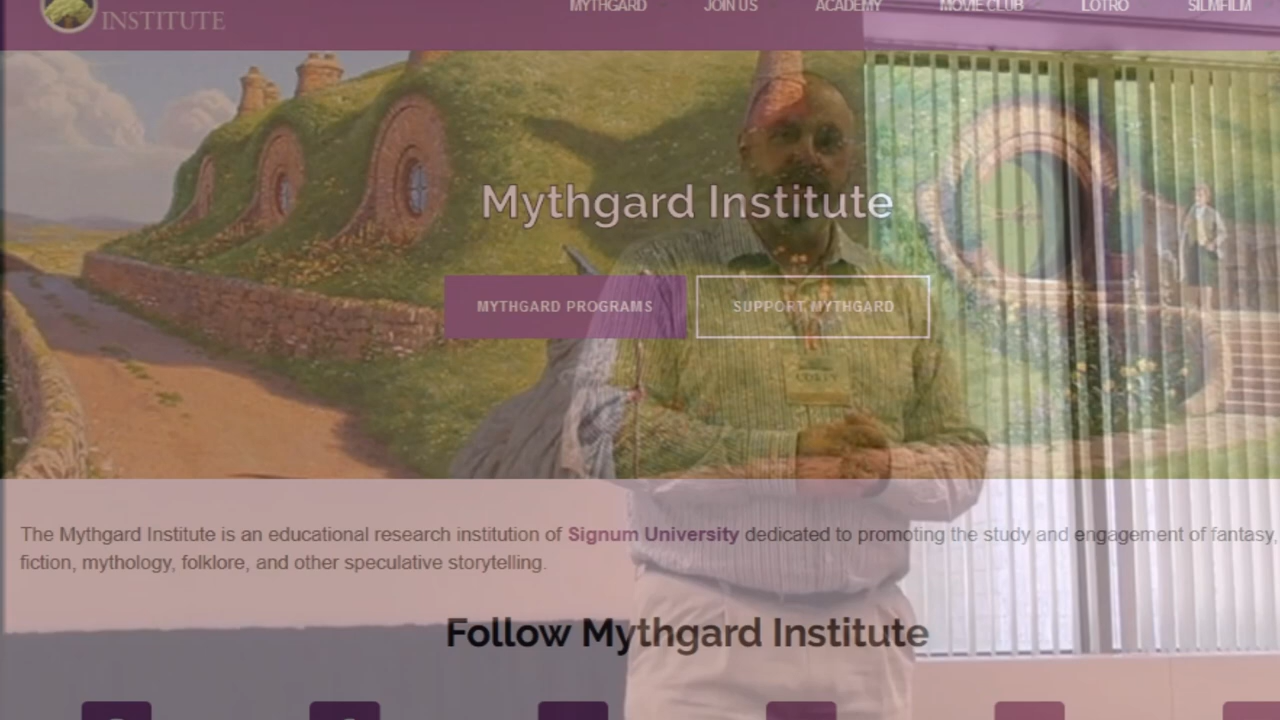 INSTITUTE
MYTHGARD JOIN US ACADEMY MOVIE CLUB LOTRO SILMFILM
Mythgard Institute
MYTHGARD PROGRAMS SUPPORT MYTHGARD
COREY
The Mythgard Institute is an educational research institution of Signum University dedicated to promoting the study and engagement of fantasy,
fiction, mythology, folklore, and other speculative storytelling.
Follow Mythgard Institute